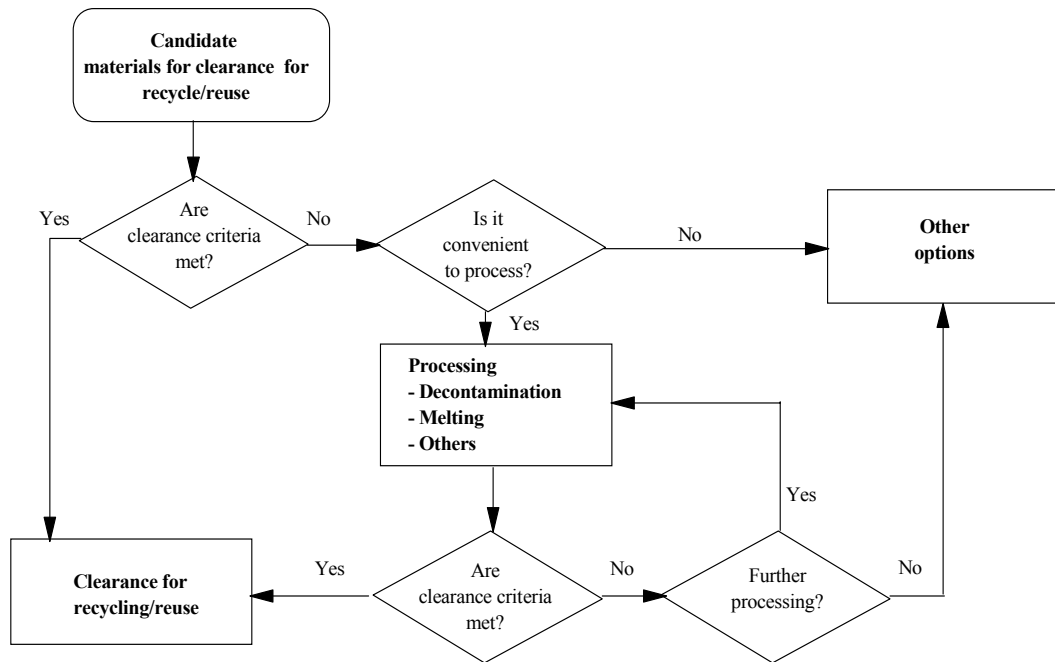 Candidate
materials for clearance for
recycle/reuse
Yes
Are
clearance criteria
met?
No
Is it
convenient
to process?
No
Other
options
Yes
Processing
- Decontamination
- Melting
- Others
Yes
Clearance for
recycling/reuse
Yes
Are
clearance criteria
met?
No
Further
processing?
No